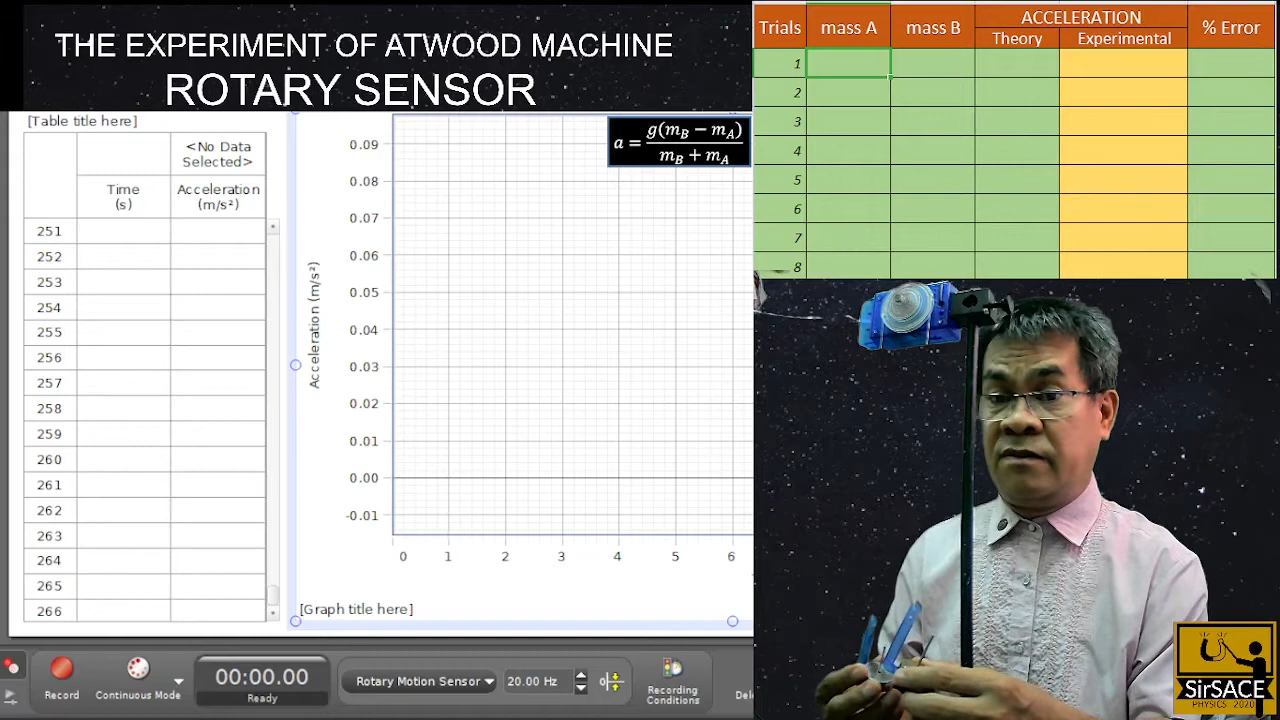 THE EXPERIMENT OF ATWOOD MACHINE
ROTARY SENSOR
[Table title here]
<No Data
Selected>
Time
(s)
Acceleration
(m/s²)
251
252
253
254
255
256
257
258
259
260
261
262
263
264
265
266
Acceleration (m/s²)
0.09
0.08
0.07
0.06
0.05
0.04
0.03
0.02
0.01
0.00
-0.01
0 1 2 3 4 5 6
[Graph title here]
a = g(m_B − m_A) / m_B + m_A
Trials mass A mass B ACCELERATION % Error
Theory Experimental
1
2
3
4
5
6
7
8
Record
Continuous Mode
00:00.00
Ready
Rotary Motion Sensor
20.00 Hz
Recording
Conditions
SirSACE
PHYSICS 2020